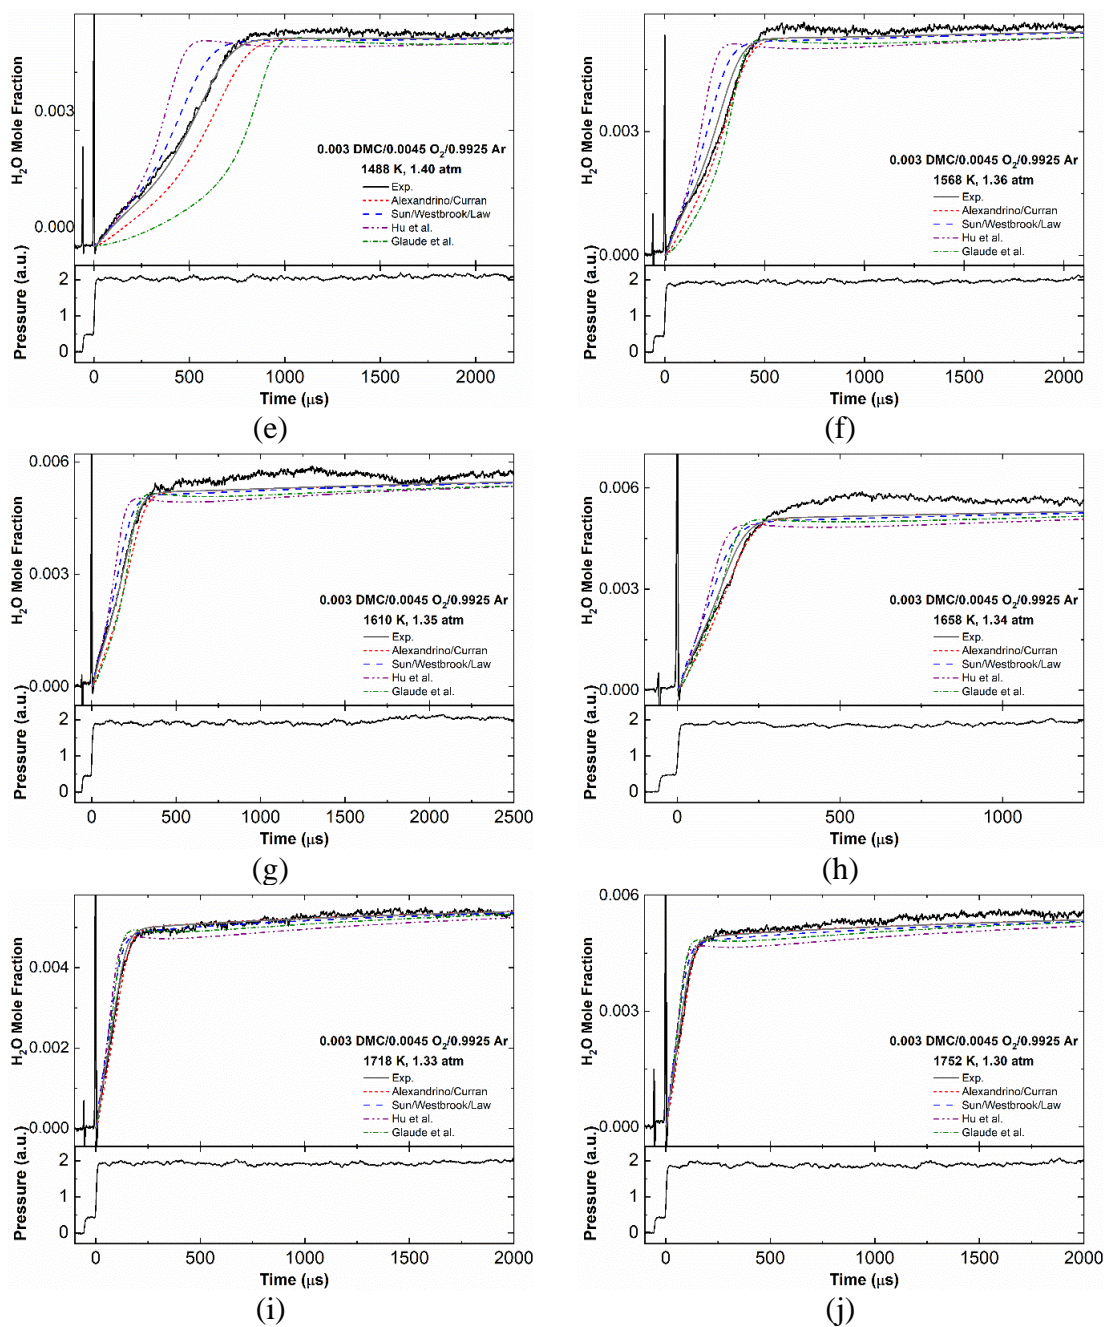 H2O Mole Fraction
0.003
0.000
0.003 DMC/0.0045 O2/0.9925 Ar
1488 K, 1.40 atm
Exp.
Alexandrino/Curran
Sun/Westbrook/Law
Hu et al.
Glaude et al.
Pressure (a.u.)
2
1
0
0 500 1000 1500 2000
Time (μs)
(e)
H2O Mole Fraction
0.003
0.000
0.003 DMC/0.0045 O2/0.9925 Ar
1568 K, 1.36 atm
Exp.
Alexandrino/Curran
Sun/Westbrook/Law
Hu et al.
Glaude et al.
Pressure (a.u.)
2
1
0
0 500 1000 1500 2000
Time (μs)
(f)
H2O Mole Fraction
0.006
0.003
-0.000
0.003 DMC/0.0045 O2/0.9925 Ar
1610 K, 1.35 atm
Exp.
Alexandrino/Curran
Sun/Westbrook/Law
Hu et al.
Glaude et al.
Pressure (a.u.)
2
1
0
0 500 1000 1500 2000 2500
Time (μs)
(g)
H2O Mole Fraction
0.006
0.003
0.000
0.003 DMC/0.0045 O2/0.9925 Ar
1658 K, 1.34 atm
Exp.
Alexandrino/Curran
Sun/Westbrook/Law
Hu et al.
Glaude et al.
Pressure (a.u.)
2
1
0
0 500 1000
Time (μs)
(h)
H2O Mole Fraction
0.004
0.002
-0.000
0.003 DMC/0.0045 O2/0.9925 Ar
1718 K, 1.33 atm
Exp.
Alexandrino/Curran
Sun/Westbrook/Law
Hu et al.
Glaude et al.
Pressure (a.u.)
2
1
0
0 500 1000 1500 2000
Time (μs)
(i)
H2O Mole Fraction
0.006
0.003
0.000
0.003 DMC/0.0045 O2/0.9925 Ar
1752 K, 1.30 atm
Exp.
Alexandrino/Curran
Sun/Westbrook/Law
Hu et al.
Glaude et al.
Pressure (a.u.)
2
1
0
0 500 1000 1500 2000
Time (μs)
(j)